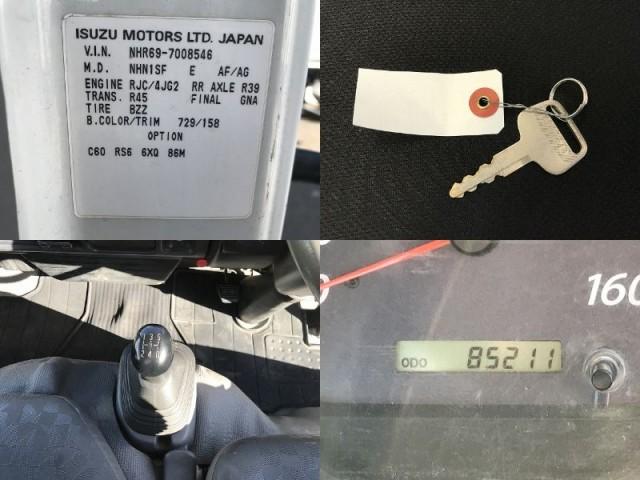 ISUZU MOTORS LTD. JAPAN
V.I.N. NHR69-7008546
M.D. NHN1SF E AF/AG
ENGINE RJC/4JG2 RR AXLE R39
TRANS. R45 FINAL GNA
TIRE BZZ
B.COLOR/TRIM 729/158
OPTION
C60 RS6 6XQ 86M
160
ODO 85211